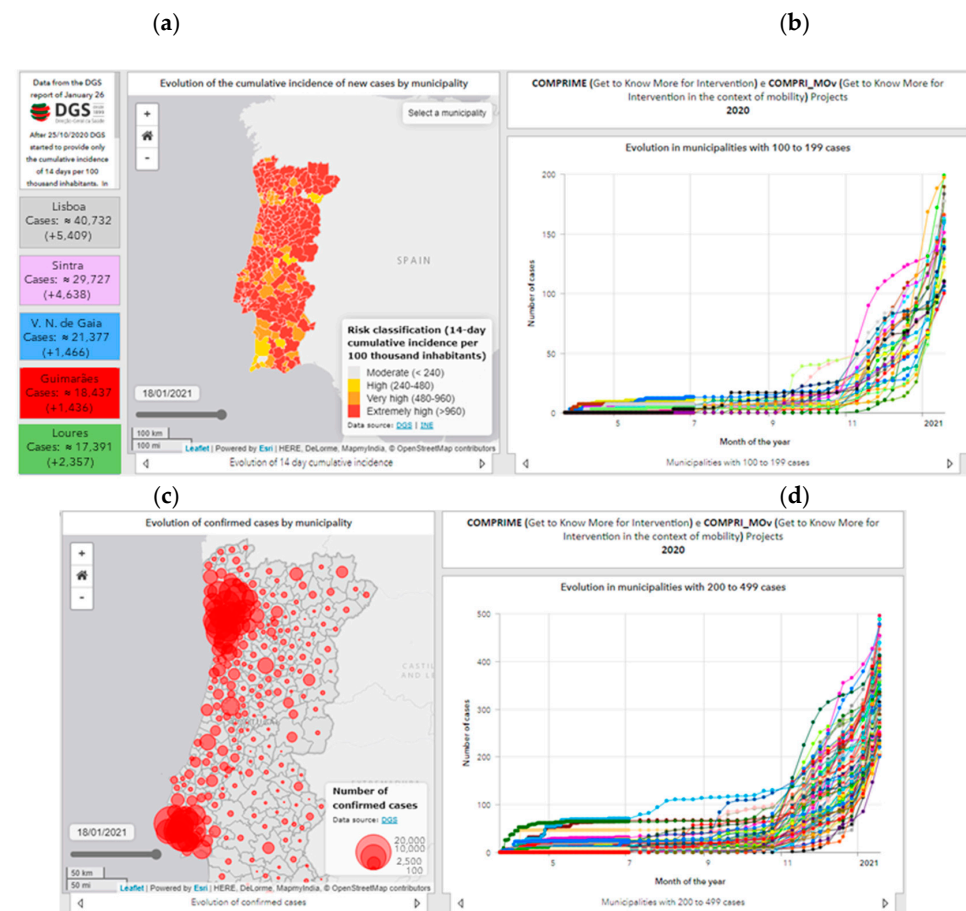 (a)
(b)
Data from the DGS
report of January 26
DGS
desde 1899
Direção-Geral da Saúde
After 25/10/2020 DGS
started to provide only
the cumulative incidence
of 14 days per 100
thousand inhabitants. In
Lisboa
Cases: ≈ 40,732
(+5,409)
Sintra
Cases: ≈ 29,727
(+4,638)
V. N. de Gaia
Cases: ≈ 21,377
(+1,466)
Guimarães
Cases: ≈ 18,437
(+1,436)
Loures
Cases: ≈ 17,391
(+2,357)
Evolution of the cumulative incidence of new cases by municipality
+
-
Select a municipality
SPAIN
Risk classification (14-day
cumulative incidence per
100 thousand inhabitants)
Moderate (< 240)
High (240-480)
Very high (480-960)
Extremely high (>960)
Data source: DGS | INE
18/01/2021
100 km
100 mi
Leaflet | Powered by Esri | HERE, DeLorme, MapmyIndia, © OpenStreetMap contributors
Evolution of 14 day cumulative incidence
COMPRIME (Get to Know More for Intervention) e COMPRI_MOv (Get to Know More for
Intervention in the context of mobility) Projects
2020
Evolution in municipalities with 100 to 199 cases
Number of cases
200
150
100
50
0
5
7
9
11
2021
Month of the year
Municipalities with 100 to 199 cases
(c)
(d)
Evolution of confirmed cases by municipality
+
-
CASTIL
AND LE
Number of
confirmed cases
Data source: DGS
20,000
10,000
2,500
100
18/01/2021
50 km
50 mi
Leaflet | Powered by Esri | HERE, DeLorme, MapmyIndia, © OpenStreetMap contributors
Evolution of confirmed cases
COMPRIME (Get to Know More for Intervention) e COMPRI_MOv (Get to Know More for
Intervention in the context of mobility) Projects
2020
Evolution in municipalities with 200 to 499 cases
Number of cases
500
400
300
200
100
0
5
7
9
11
2021
Month of the year
Municipalities with 200 to 499 cases